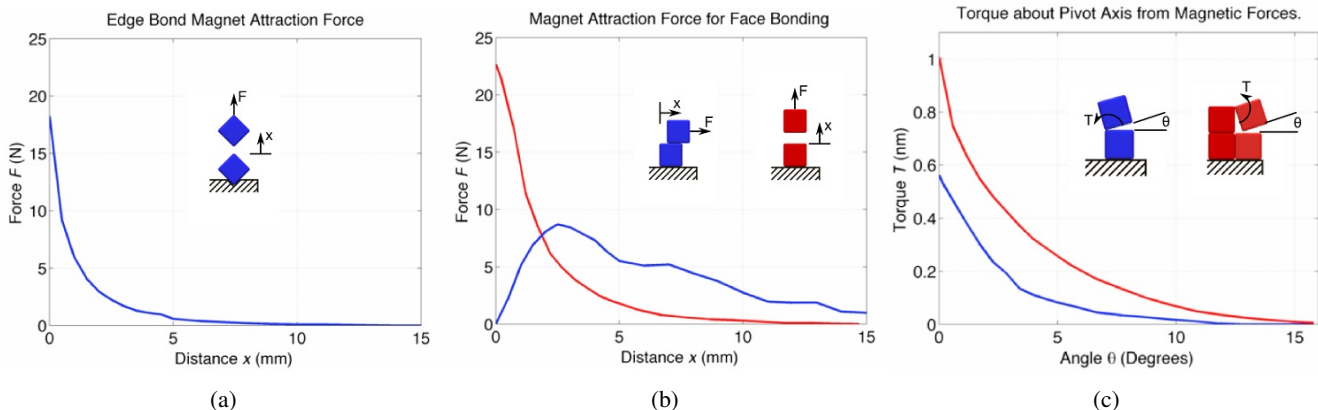 Edge Bond Magnet Attraction Force
25
20
15
10
5
0
Force F (N)
F
x
0 5 10 15
Distance x (mm)
(a)
Magnet Attraction Force for Face Bonding
25
20
15
10
5
0
Force F (N)
x
F
F
x
0 5 10 15
Distance x (mm)
(b)
Torque about Pivot Axis from Magnetic Forces.
1
0.8
0.6
0.4
0.2
0
Torque T (nm)
T
θ
T
θ
0 5 10 15
Angle θ (Degrees)
(c)